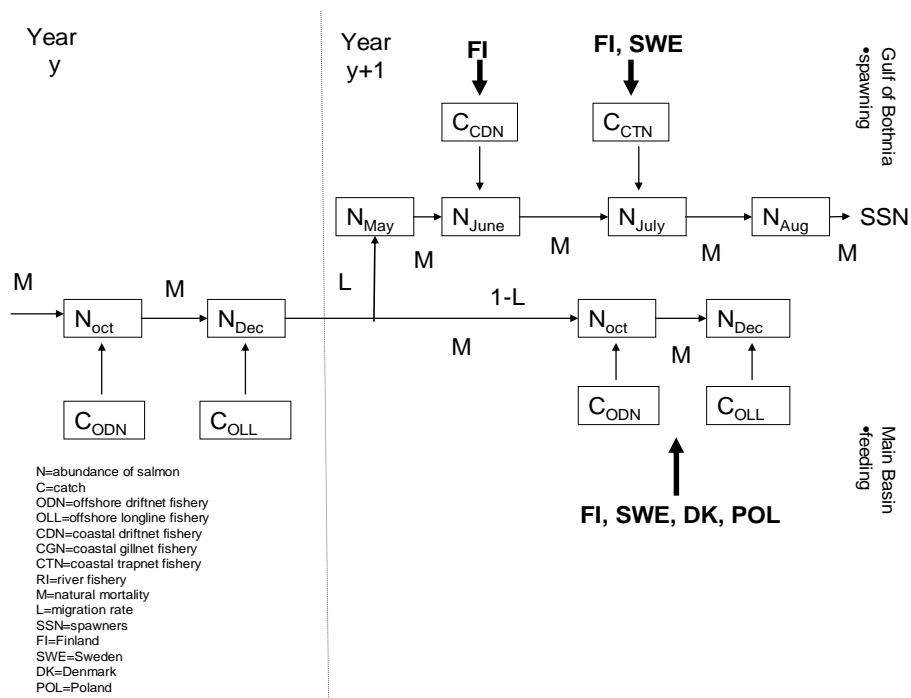 Year
y
Year
y+1
FI
FI, SWE
Gulf of Bothnia
•spawning
C_CDN
C_CTN
N_May
N_June
N_July
N_Aug
SSN
M
M
M
M
M
M
L
1-L
N_oct
N_Dec
M
N_oct
M
N_Dec
C_ODN
C_OLL
C_ODN
C_OLL
Main Basin
•feeding
FI, SWE, DK, POL
N=abundance of salmon
C=catch
ODN=offshore driftnet fishery
OLL=offshore longline fishery
CDN=coastal driftnet fishery
CGN=coastal gillnet fishery
CTN=coastal trapnet fishery
RI=river fishery
M=natural mortality
L=migration rate
SSN=spawners
FI=Finland
SWE=Sweden
DK=Denmark
POL=Poland